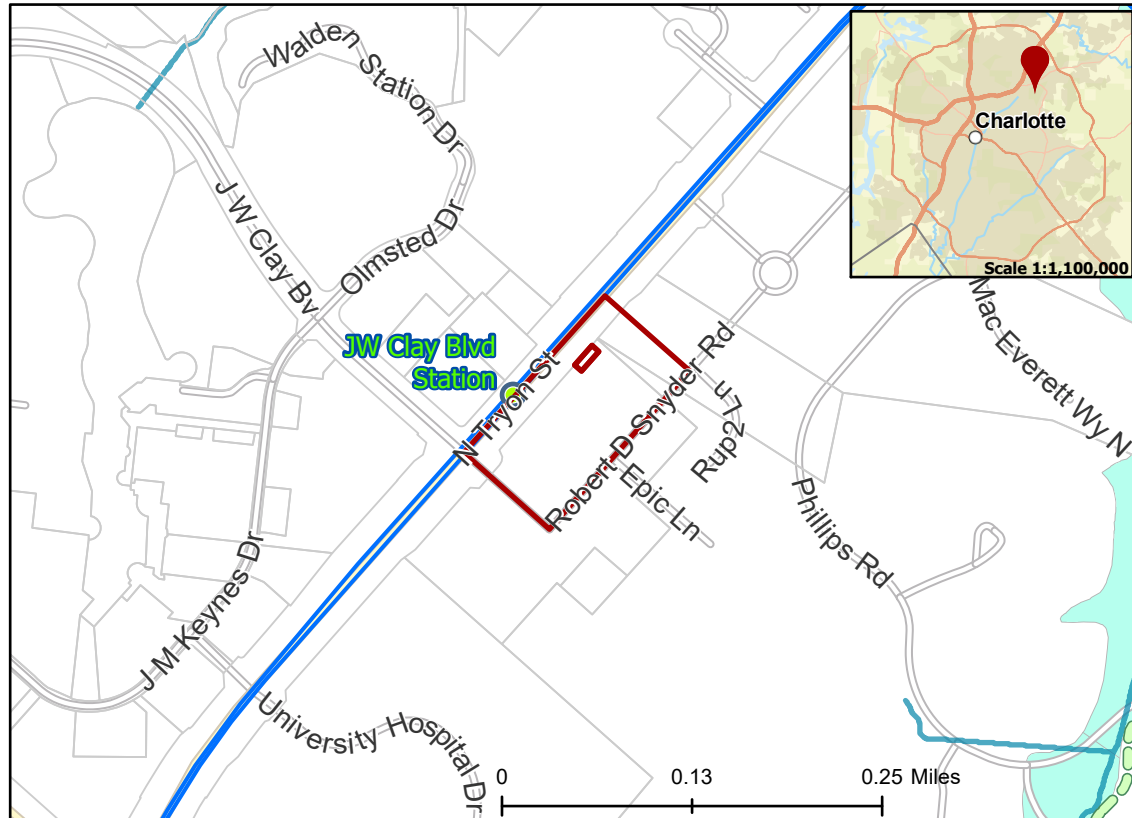 Walden Station Dr
Charlotte
Scale 1:1,100,000
J W Clay Bv
Olmsted Dr
Mac Everett Wy N
JW Clay Blvd
Station
N Tryon St
Robert D Snyder Rd
Rup2 Ln
Epic Ln
Phillips Rd
J M Keynes Dr
University Hospital Dr
0 0.13 0.25 Miles